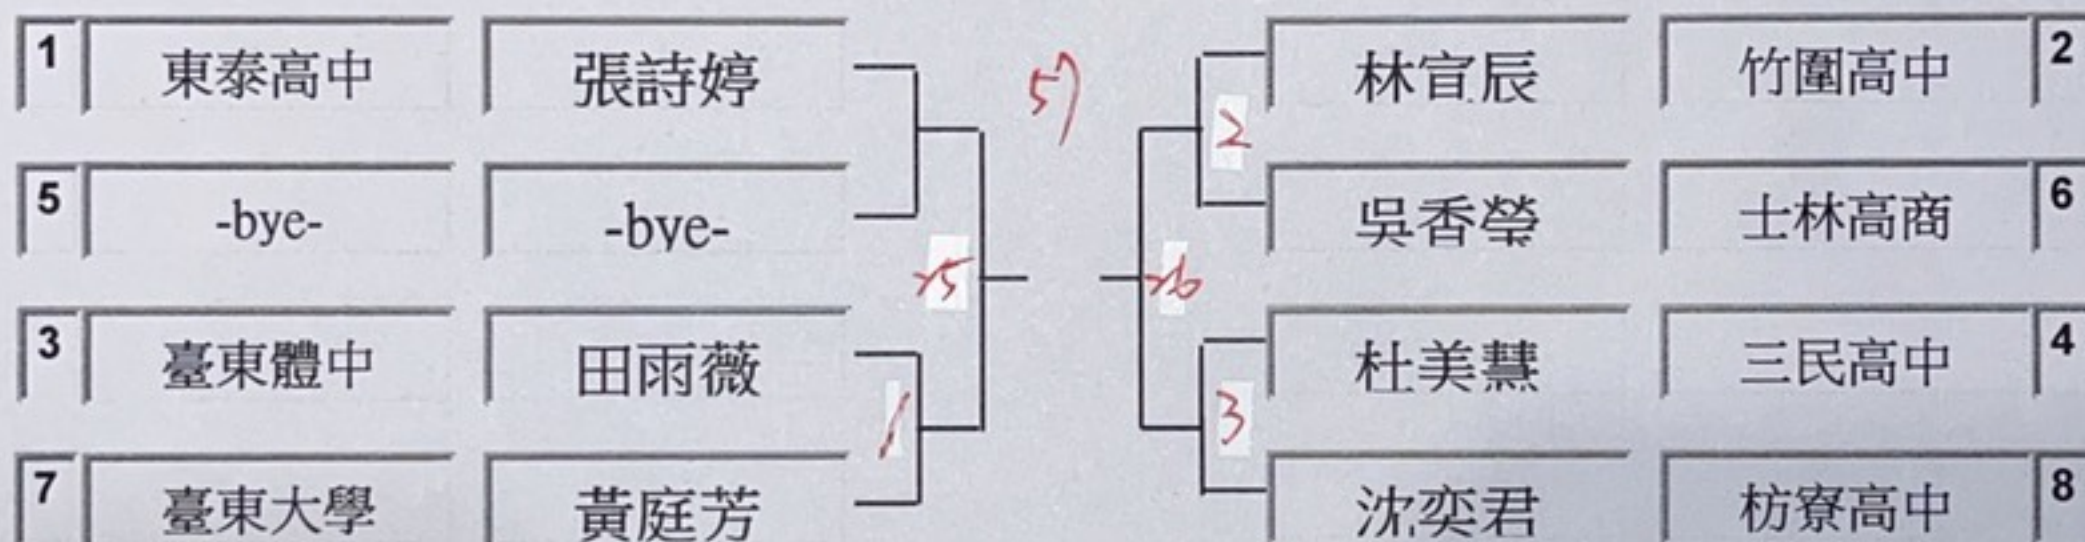 1 東泰高中 張詩婷 57 林宣辰 竹圍高中 2
2
5 -bye- -bye- 吳香瑩 士林高商 6
3 臺東體中 田雨薇 杜美慧 三民高中 4
1 3
7 臺東大學 黃庭芳 沈奕君 枋寮高中 8